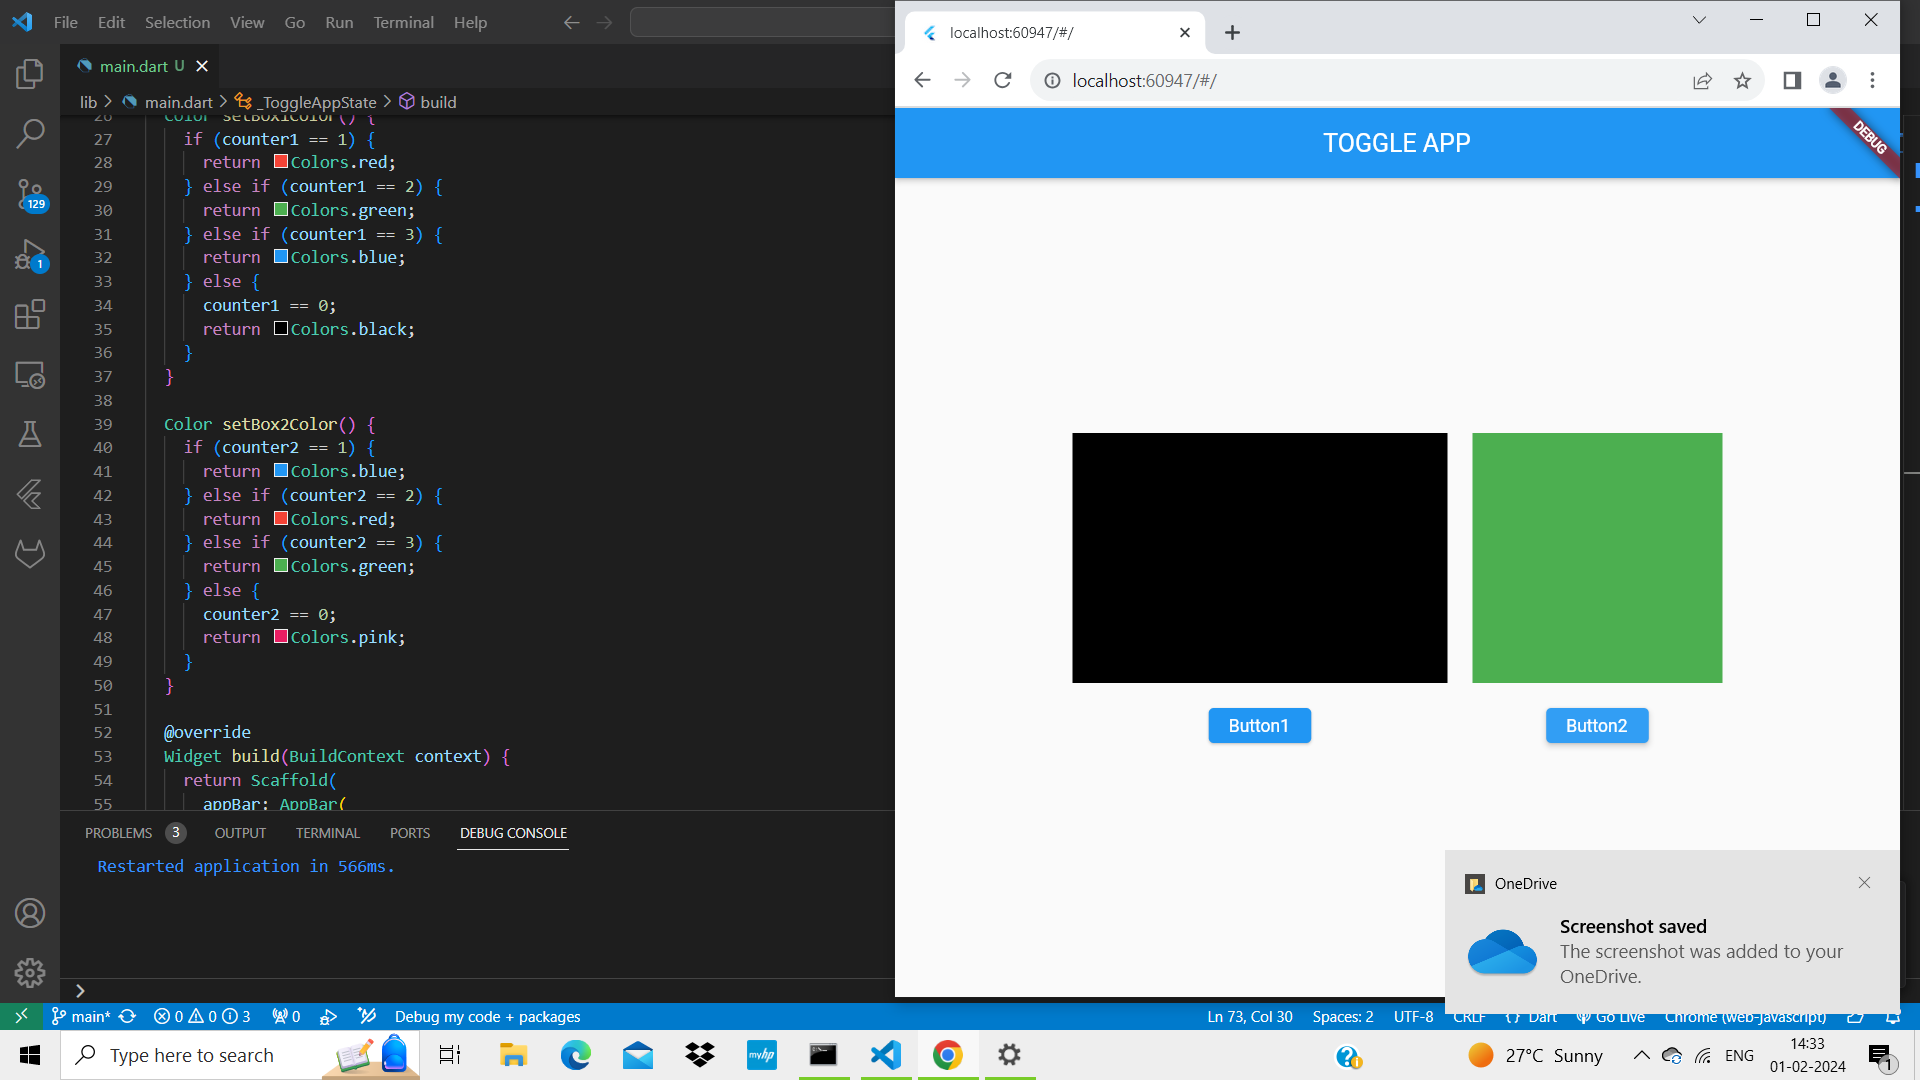 File Edit Selection View Go Run Terminal Help
main.dart U
lib > main.dart > _ToggleAppState > build
26 Color setBox1Color() {
27 if (counter1 == 1) {
28 return Colors.red;
29 } else if (counter1 == 2) {
30 return Colors.green;
31 } else if (counter1 == 3) {
32 return Colors.blue;
33 } else {
34 counter1 == 0;
35 return Colors.black;
36 }
37 }
38
39 Color setBox2Color() {
40 if (counter2 == 1) {
41 return Colors.blue;
42 } else if (counter2 == 2) {
43 return Colors.red;
44 } else if (counter2 == 3) {
45 return Colors.green;
46 } else {
47 counter2 == 0;
48 return Colors.pink;
49 }
50 }
51
52 @override
53 Widget build(BuildContext context) {
54 return Scaffold(
55 appBar: AppBar(
129
1
PROBLEMS 3 OUTPUT TERMINAL PORTS DEBUG CONSOLE
Restarted application in 566ms.
>
localhost:60947/#/
localhost:60947/#/
TOGGLE APP
DEBUG
Button1 Button2
OneDrive
Screenshot saved
The screenshot was added to your
OneDrive.
main* 0 0 3 0 Debug my code + packages Ln 73, Col 30 Spaces: 2 UTF-8 CRLF {} Dart Go Live Chrome (web-javascript)
Type here to search
myhp
27°C Sunny
ENG
14:33
01-02-2024
1